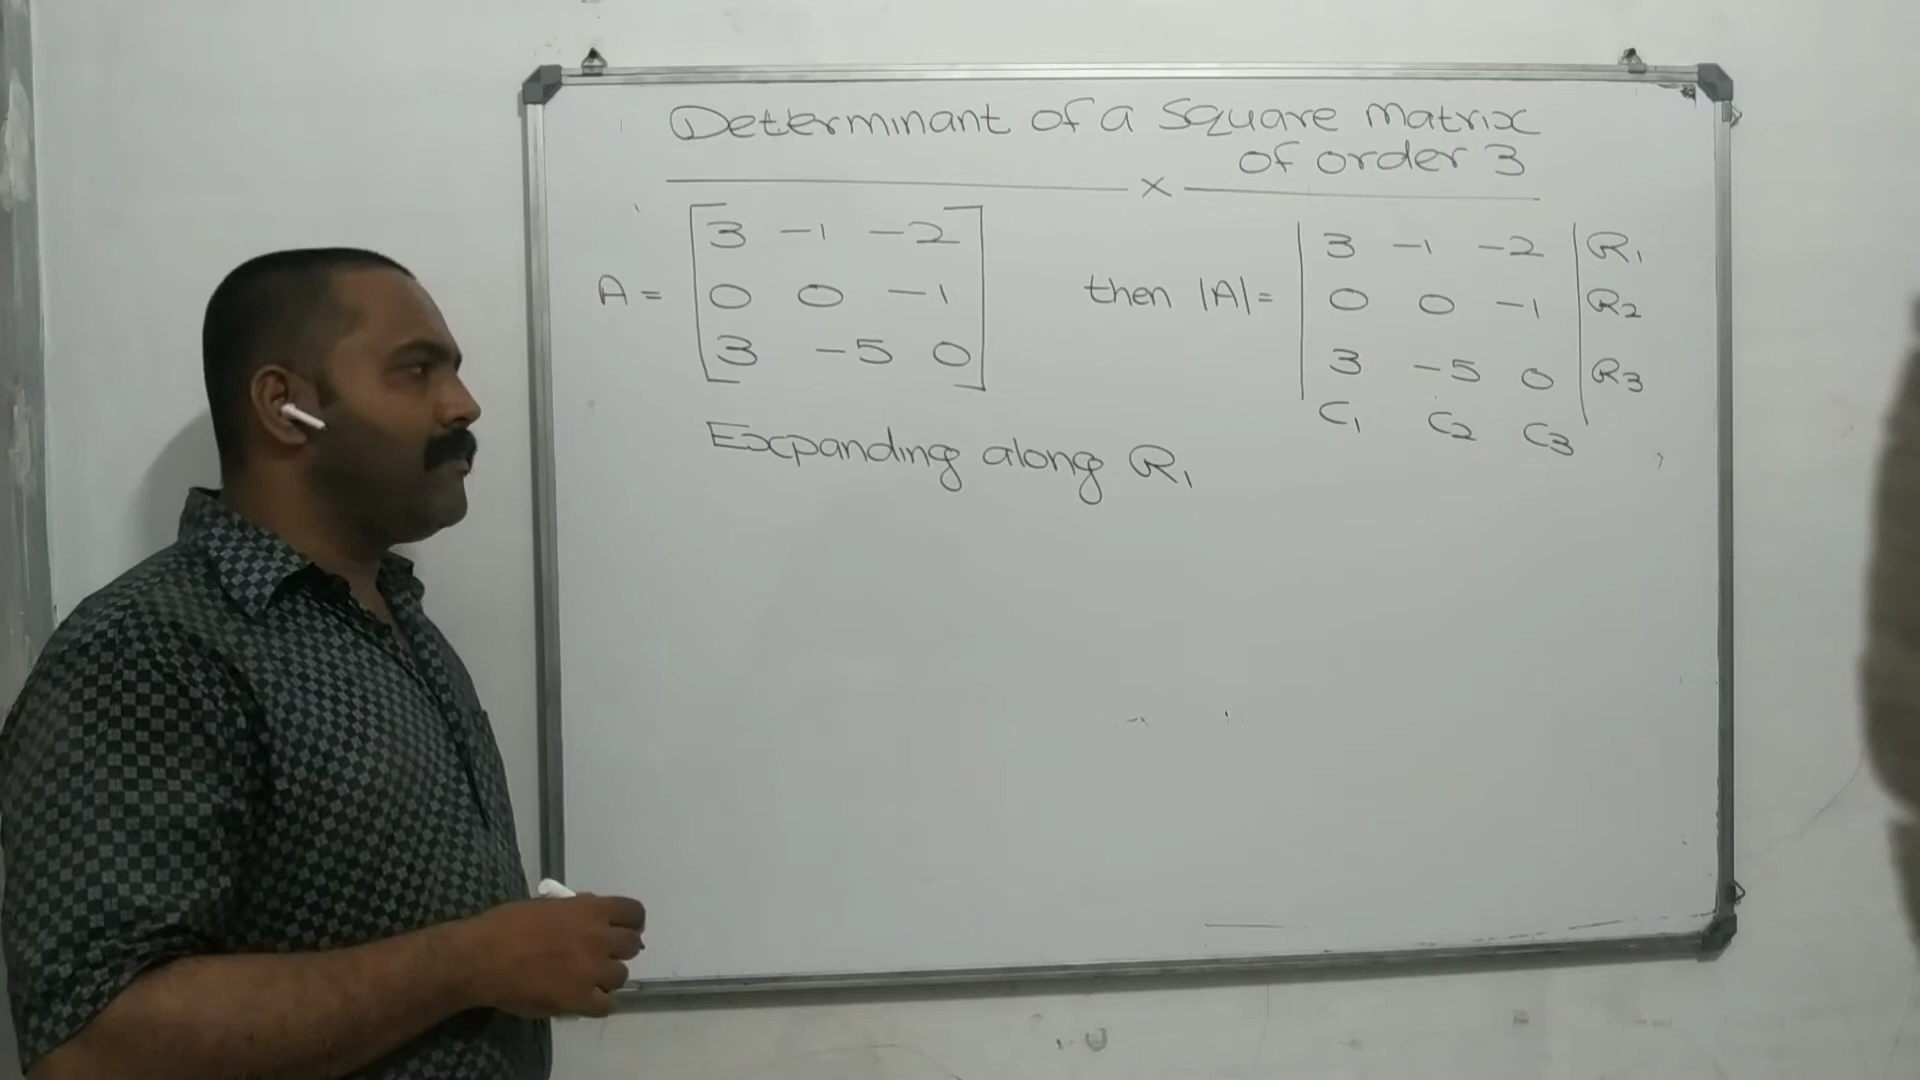 Determinant of a square matrix
of order 3
x
A = [3 -1 -2
0 0 -1
3 -5 0]
then |A| = |3 -1 -2| R1
0 0 -1 R2
3 -5 0 R3
C1 C2 C3
Expanding along R1